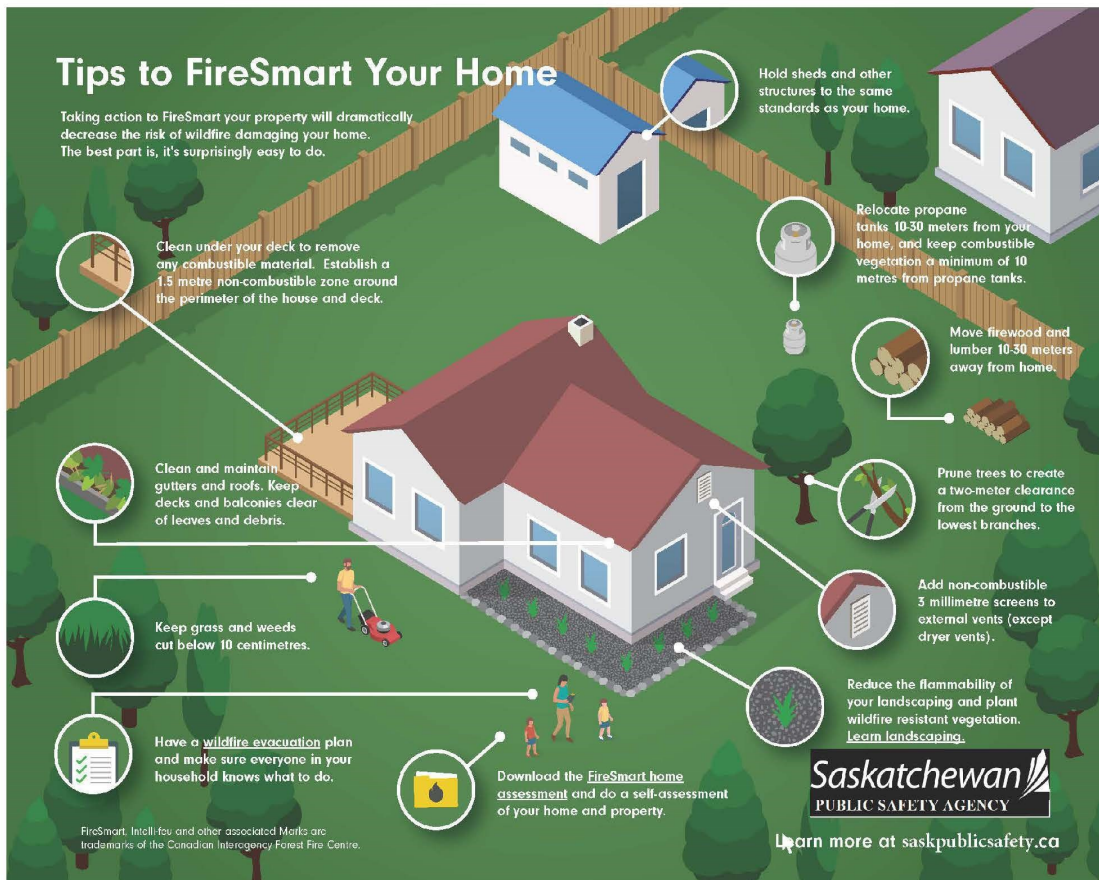 Tips to FireSmart Your Home
Taking action to FireSmart your property will dramatically
decrease the risk of wildfire damaging your home.
The best part is, it's surprisingly easy to do.
Hold sheds and other
structures to the same
standards as your home.
Clean under your deck to remove
any combustible material. Establish a
1.5 metre non-combustible zone around
the perimeter of the house and deck.
Relocate propane
tanks 10-30 meters from your
home, and keep combustible
vegetation a minimum of 10
metres from propane tanks.
Move firewood and
lumber 10-30 meters
away from home.
Clean and maintain
gutters and roofs. Keep
decks and balconies clear
of leaves and debris.
Prune trees to create
a two-meter clearance
from the ground to the
lowest branches.
Keep grass and weeds
cut below 10 centimetres.
Add non-combustible
3 millimetre screens to
external vents (except
dryer vents).
Reduce the flammability of
your landscaping and plant
wildfire resistant vegetation.
Learn landscaping.
Have a wildfire evacuation plan
and make sure everyone in your
household knows what to do.
Download the FireSmart home
assessment and do a self-assessment
of your home and property.
Saskatchewan
PUBLIC SAFETY AGENCY
FireSmart, Intelli-feu and other associated Marks are
trademarks of the Canadian Interagency Forest Fire Centre.
Learn more at saskpublicsafety.ca